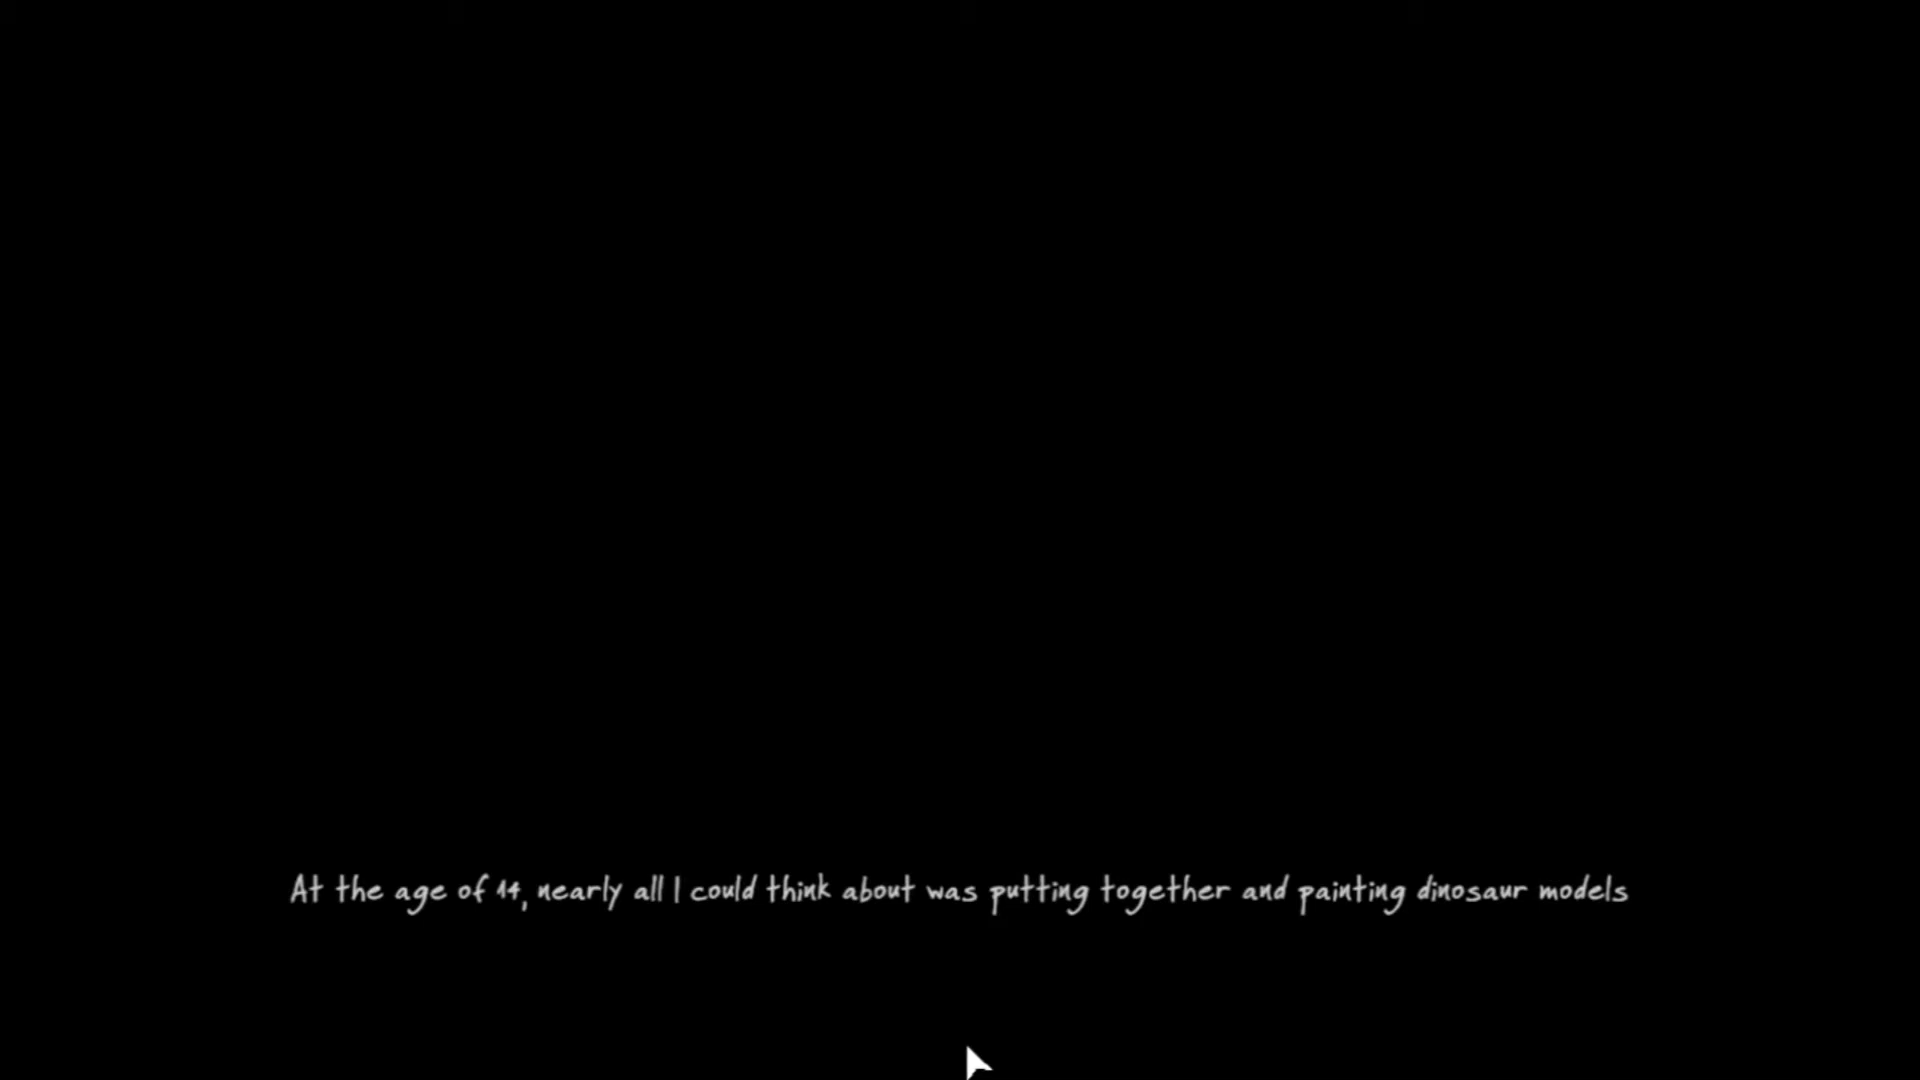 At the age of 14, nearly all I could think about was putting together and painting dinosaur models